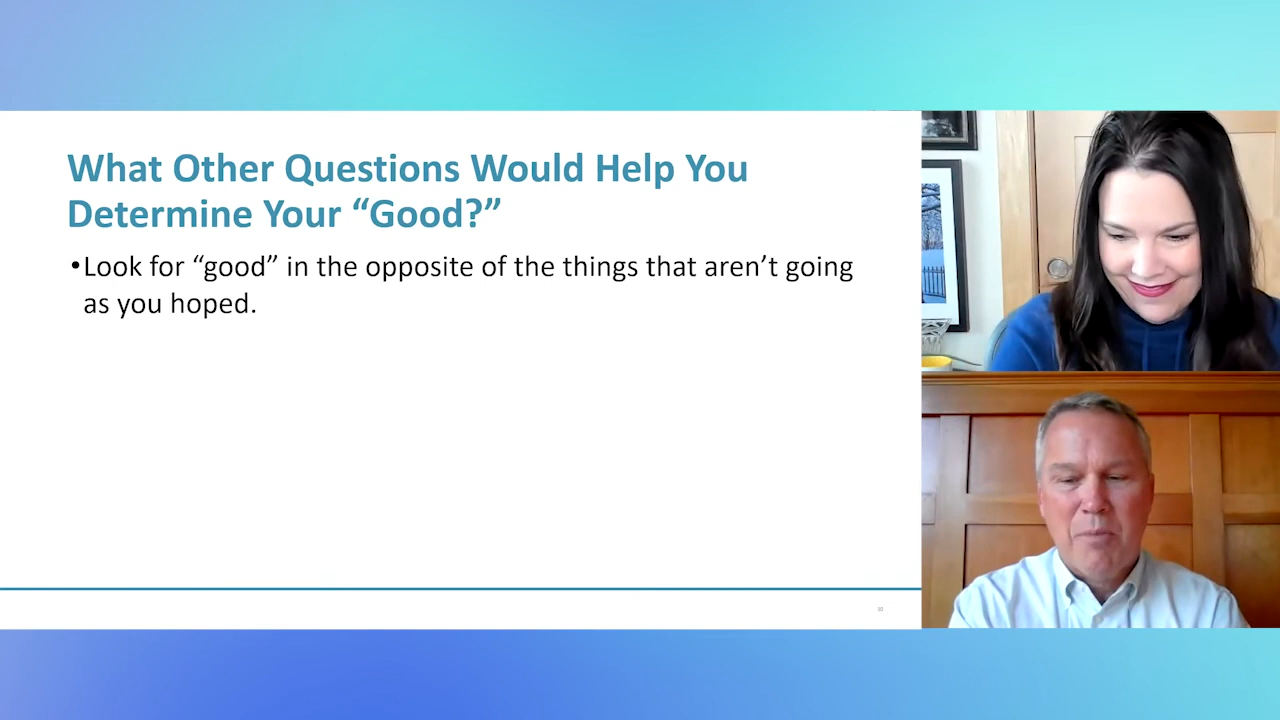 What Other Questions Would Help You
Determine Your “Good?”
•Look for “good” in the opposite of the things that aren’t going
as you hoped.